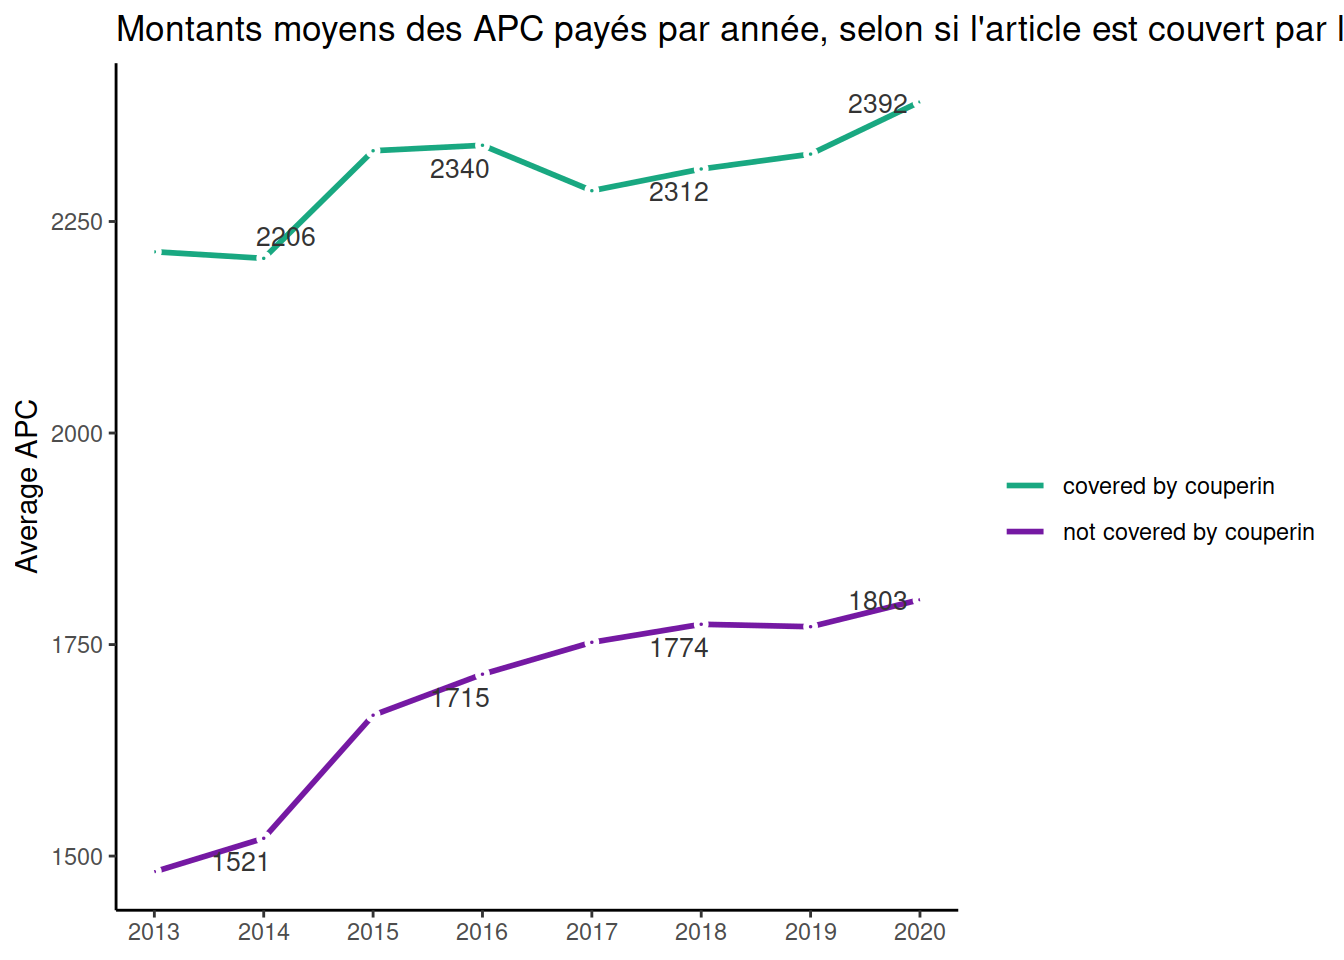 Montants moyens des APC payés par année, selon si l'article est couvert par l
Average APC
2250
2000
1750
1500
2392
2340
2312
2206
1803
1774
1715
1521
2013 2014 2015 2016 2017 2018 2019 2020
covered by couperin
not covered by couperin